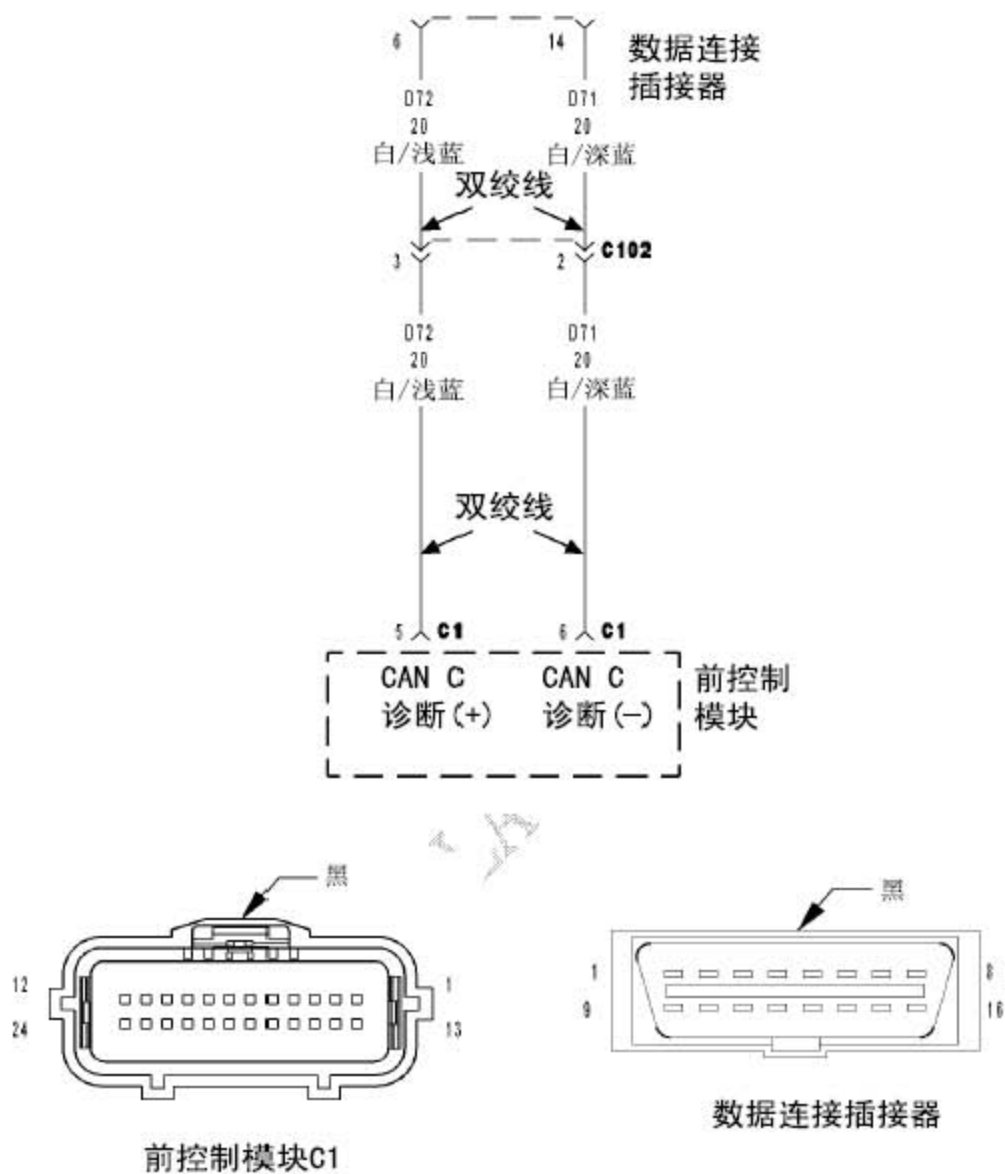 6 14 数据连接
插接器
D72 D71
20 20
白/浅蓝 白/深蓝
双绞线
3 2 C102
D72 D71
20 20
白/浅蓝 白/深蓝
双绞线
5 C1 6 C1
CAN C CAN C 前控制
诊断(+) 诊断(-) 模块
黑 黑
12 1
24 13
1 8
9 16
数据连接插接器
前控制模块C1